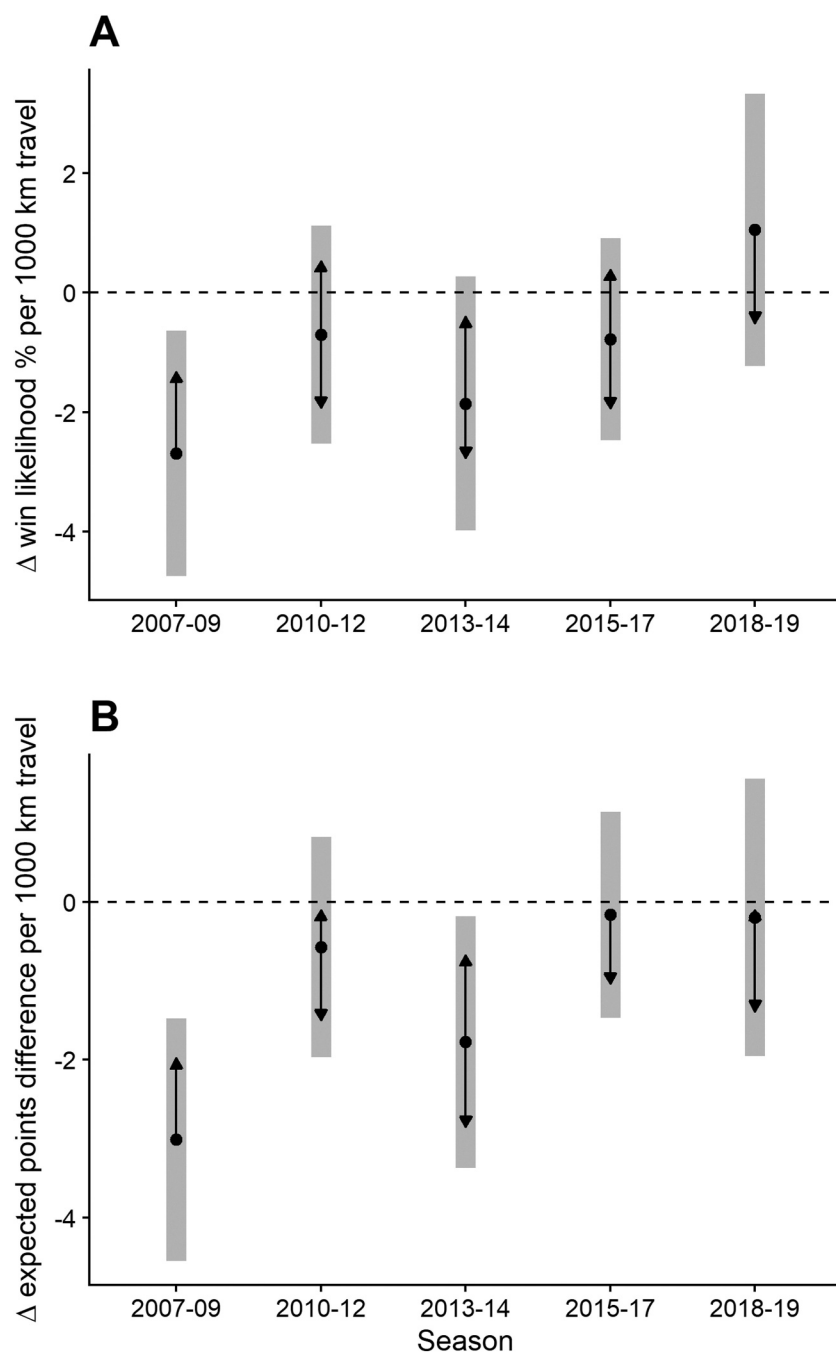 A
Δ win likelihood % per 1000 km travel
2
0
-2
-4
2007-09 2010-12 2013-14 2015-17 2018-19
B
Δ expected points difference per 1000 km travel
0
-2
-4
2007-09 2010-12 2013-14 2015-17 2018-19
Season